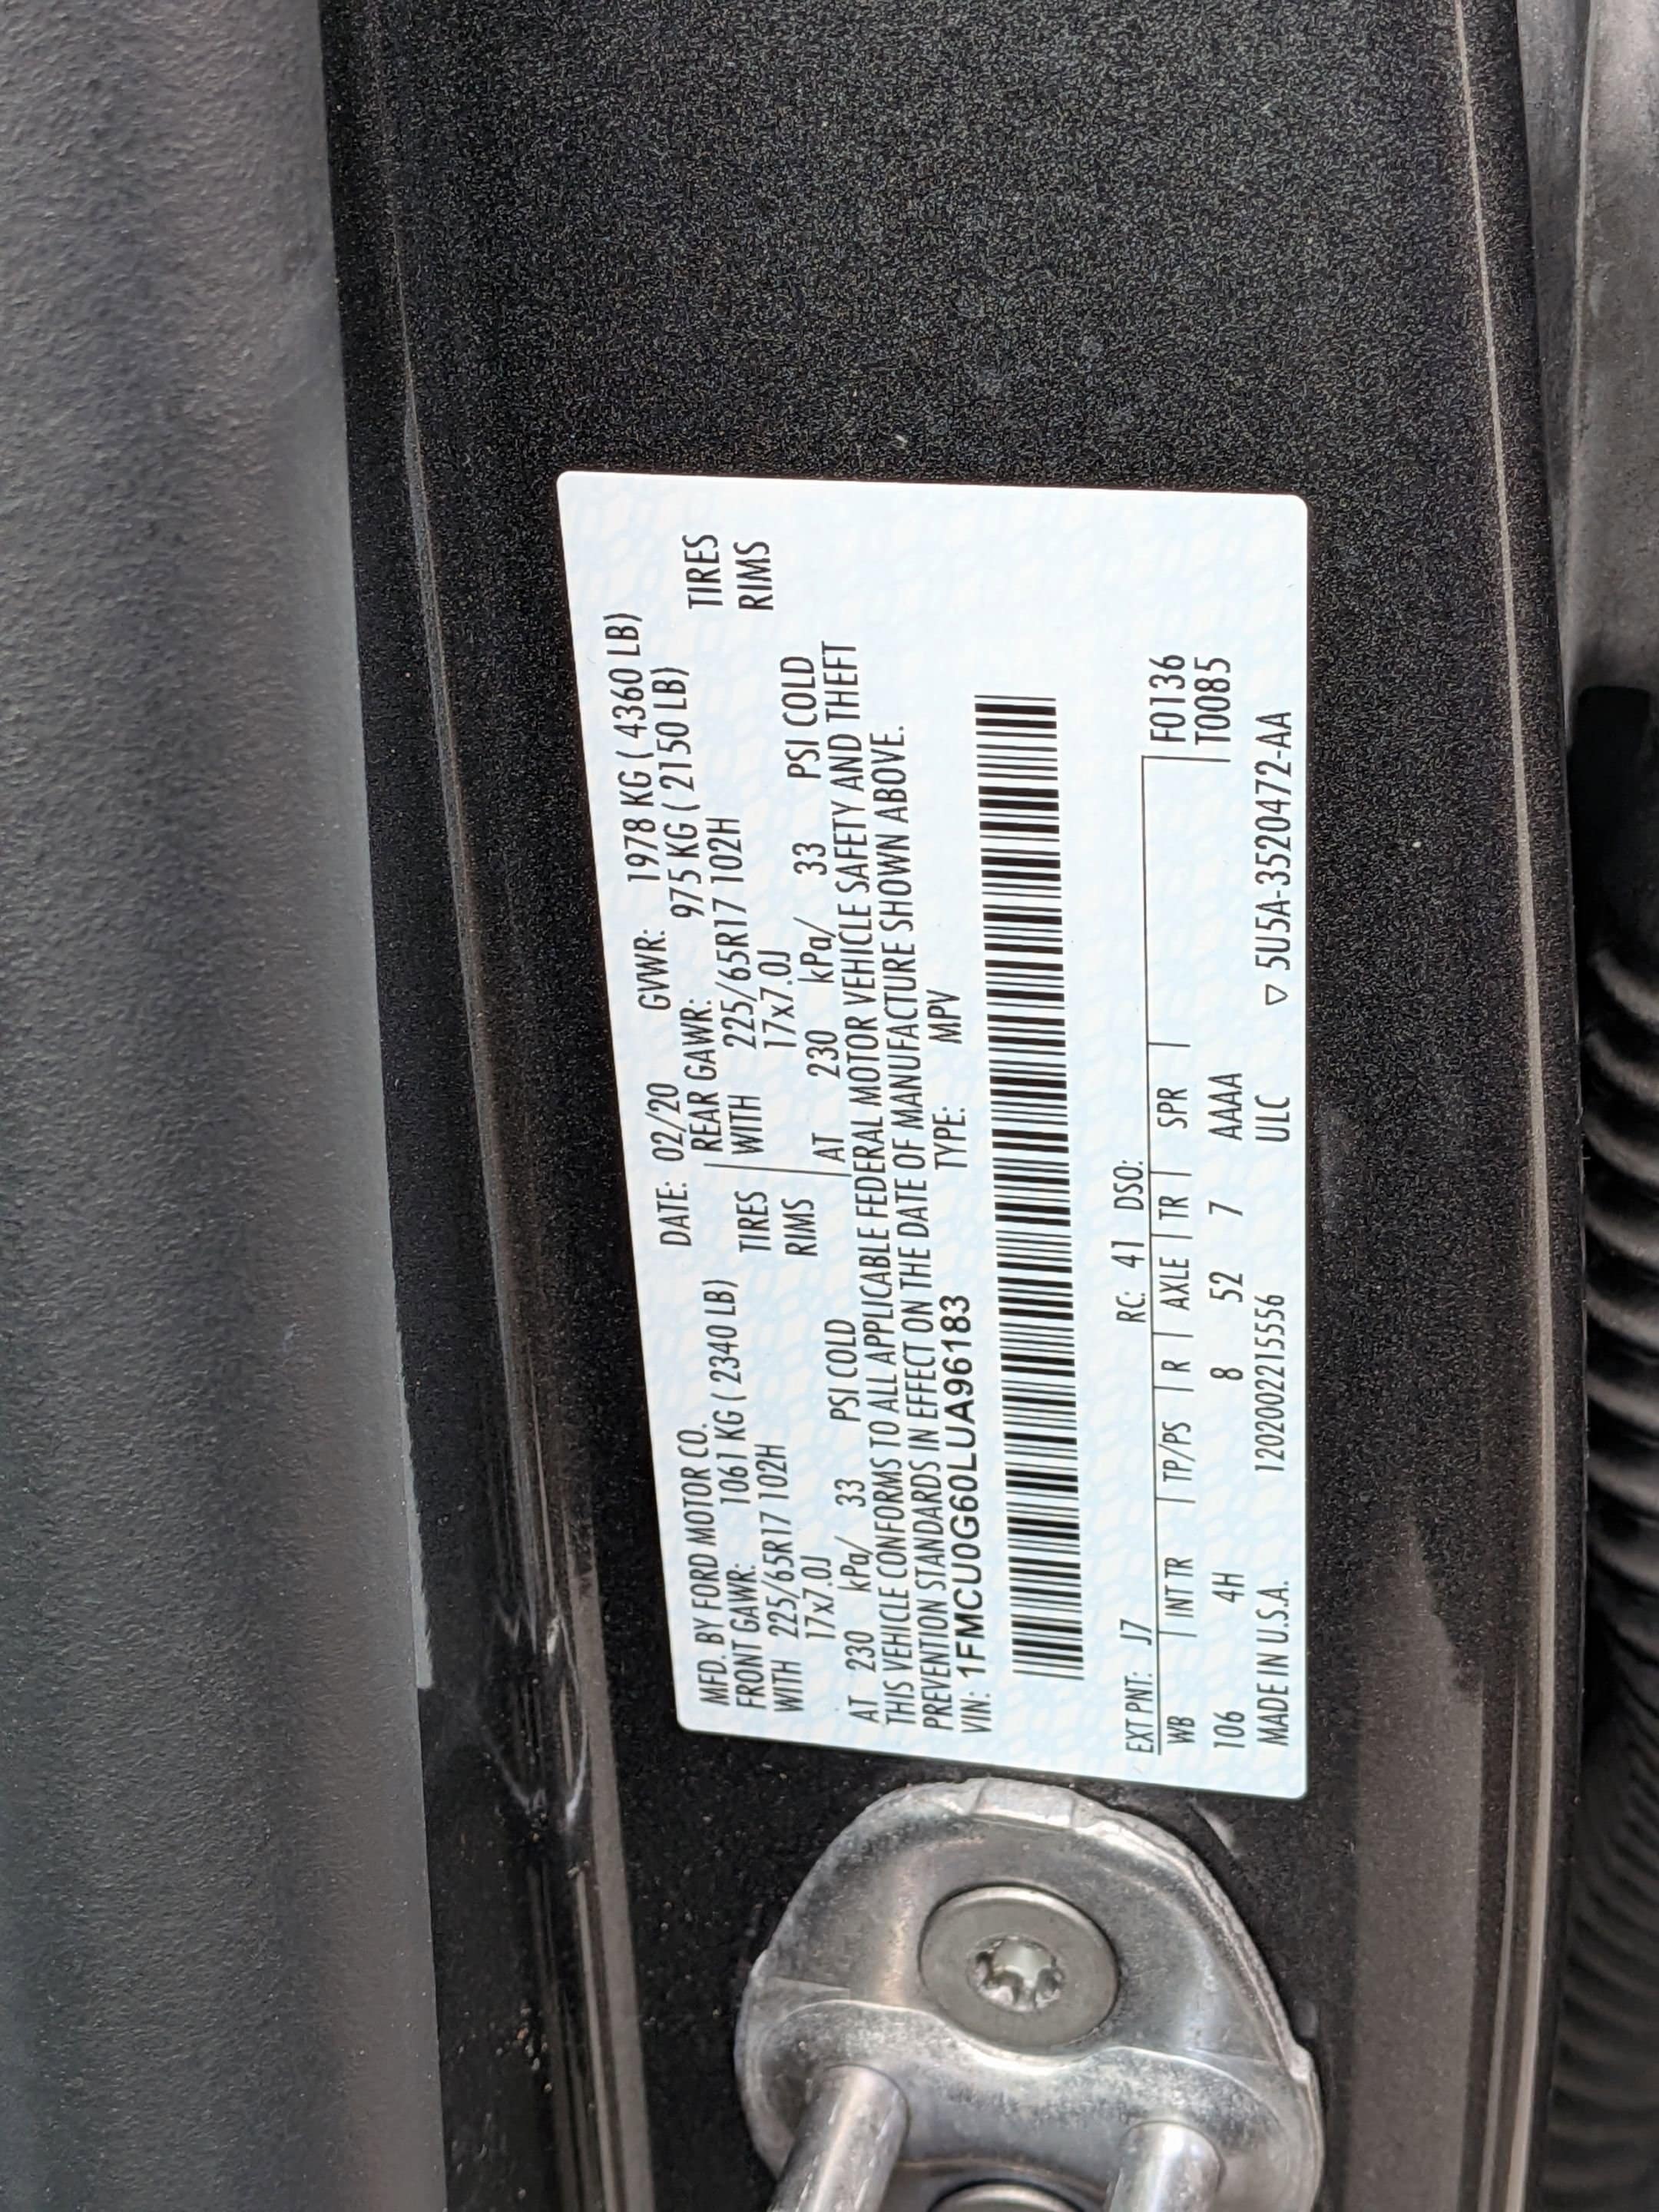 MFD. BY FORD MOTOR CO. DATE: 02/20 GVWR: 1978 KG ( 4360 LB)
FRONT GAWR: 1061 KG ( 2340 LB) REAR GAWR: 975 KG ( 2150 LB)
WITH 225/65R17 102H TIRES WITH 225/65R17 102H TIRES
17x7.0J RIMS 17x7.0J RIMS
AT 230 kPa/ 33 PSI COLD AT 230 kPa/ 33 PSI COLD
THIS VEHICLE CONFORMS TO ALL APPLICABLE FEDERAL MOTOR VEHICLE SAFETY AND THEFT
PREVENTION STANDARDS IN EFFECT ON THE DATE OF MANUFACTURE SHOWN ABOVE.
VIN: 1FMCU0G60LUA96183 TYPE: MPV
EXT PNT: J7 RC: 41 DSO:
WB | INT TR | TP/PS | R | AXLE | TR | SPR | F0136
106 4H 8 52 7 AAAA T0085
MADE IN U.S.A. 1202002215556 ULC ▽ 5U5A-3520472-AA